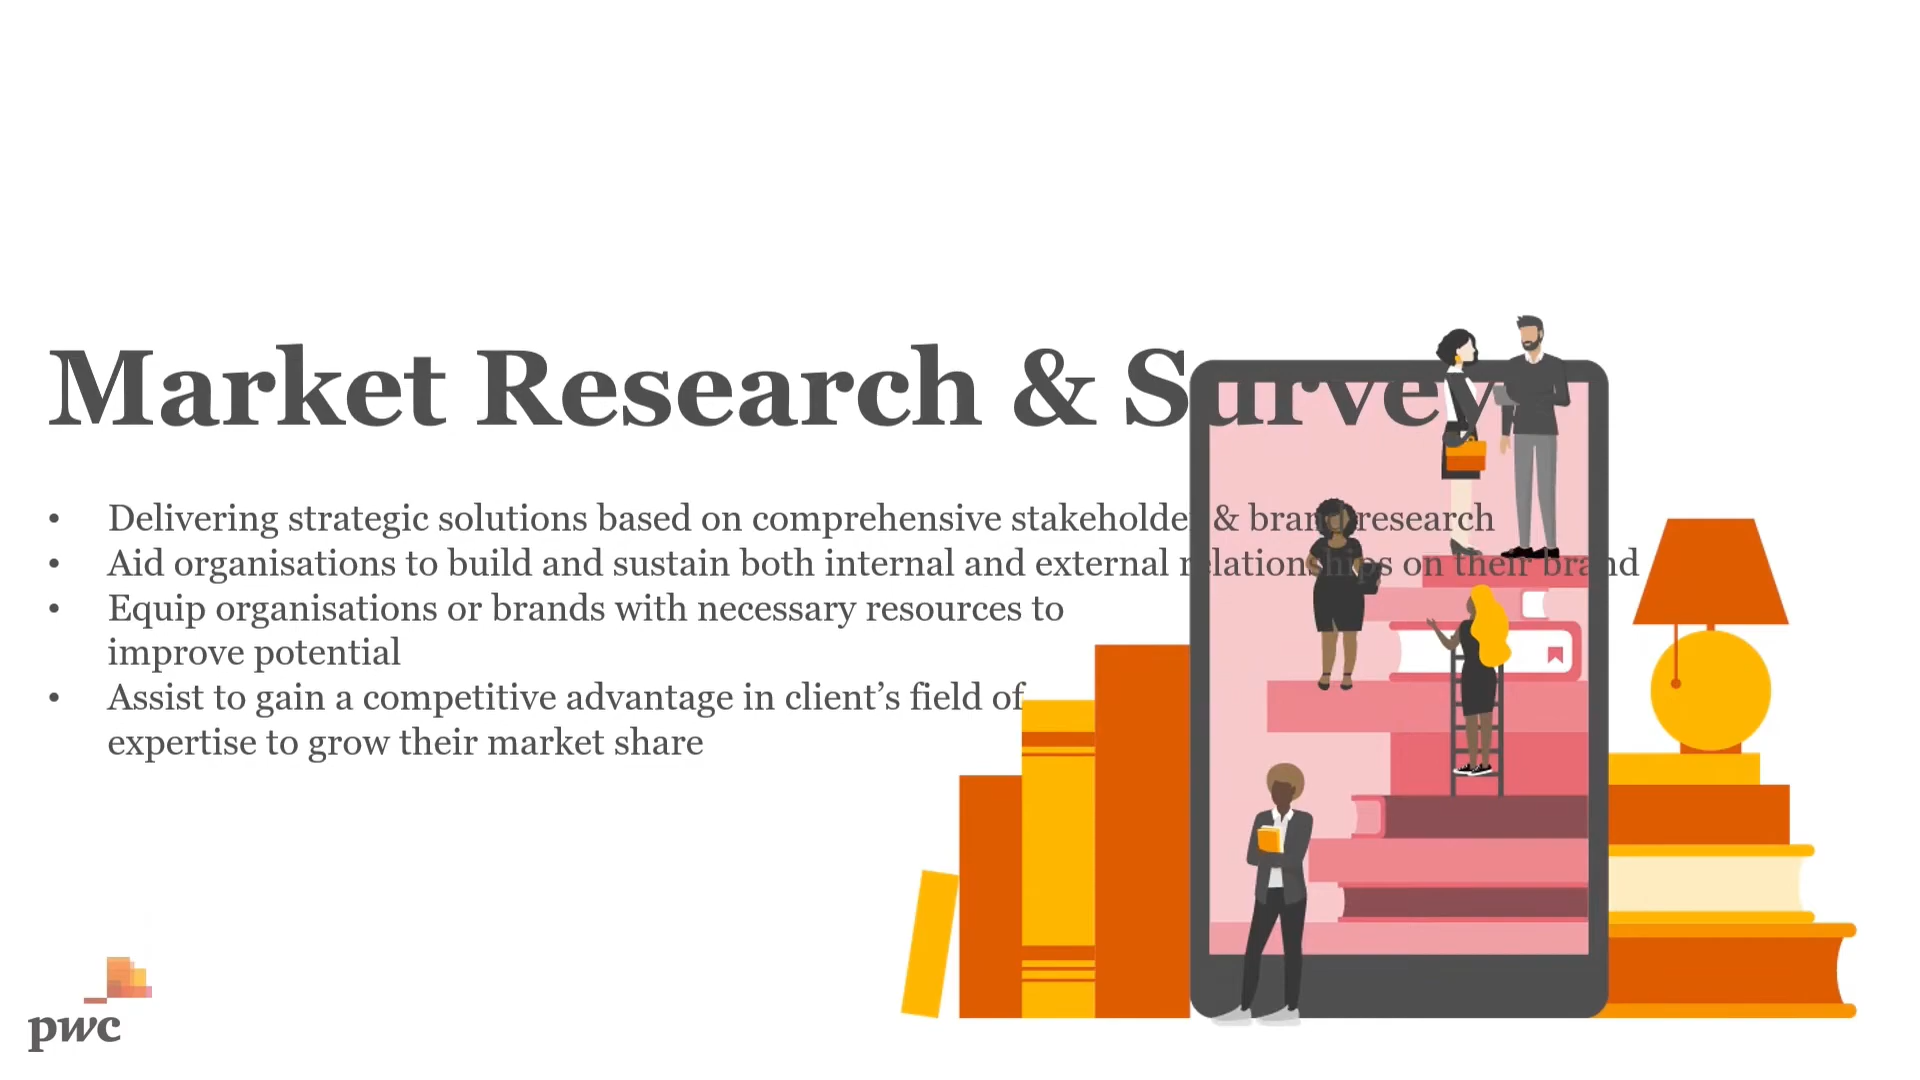 Market Research & Survey
• Delivering strategic solutions based on comprehensive stakeholder & brand research
• Aid organisations to build and sustain both internal and external relationships on their brand
• Equip organisations or brands with necessary resources to
improve potential
• Assist to gain a competitive advantage in client’s field of
expertise to grow their market share
pwc